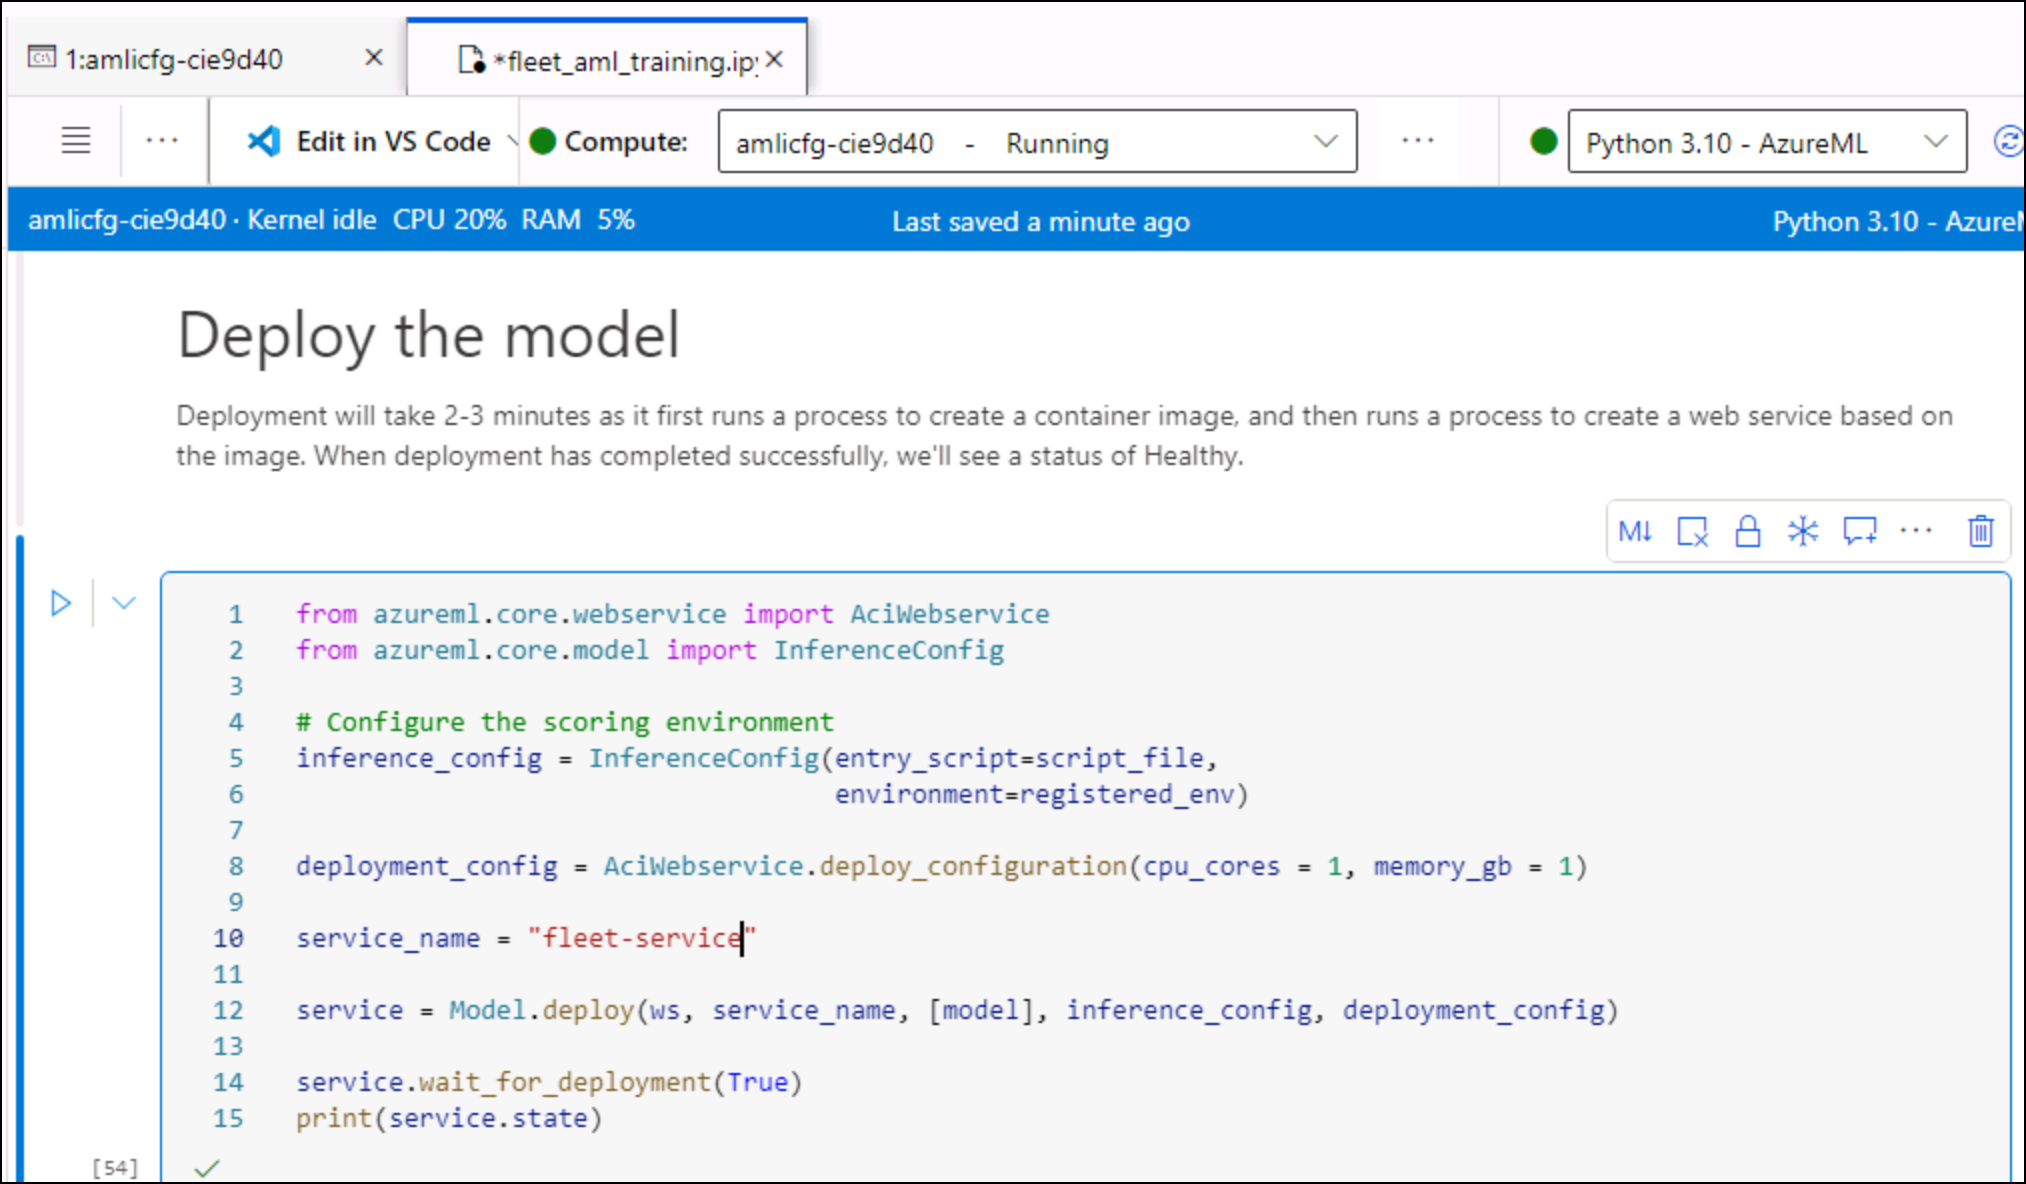 1:amlicfg-cie9d40
*fleet_aml_training.ipy
Edit in VS Code
Compute:
amlicfg-cie9d40 - Running
Python 3.10 - AzureML
amlicfg-cie9d40 · Kernel idle CPU 20% RAM 5%
Last saved a minute ago
Python 3.10 - AzureM
Deploy the model
Deployment will take 2-3 minutes as it first runs a process to create a container image, and then runs a process to create a web service based on
the image. When deployment has completed successfully, we'll see a status of Healthy.
M↓
1 from azureml.core.webservice import AciWebservice
2 from azureml.core.model import InferenceConfig
3
4 # Configure the scoring environment
5 inference_config = InferenceConfig(entry_script=script_file,
6 environment=registered_env)
7
8 deployment_config = AciWebservice.deploy_configuration(cpu_cores = 1, memory_gb = 1)
9
10 service_name = "fleet-service"
11
12 service = Model.deploy(ws, service_name, [model], inference_config, deployment_config)
13
14 service.wait_for_deployment(True)
15 print(service.state)
[54]